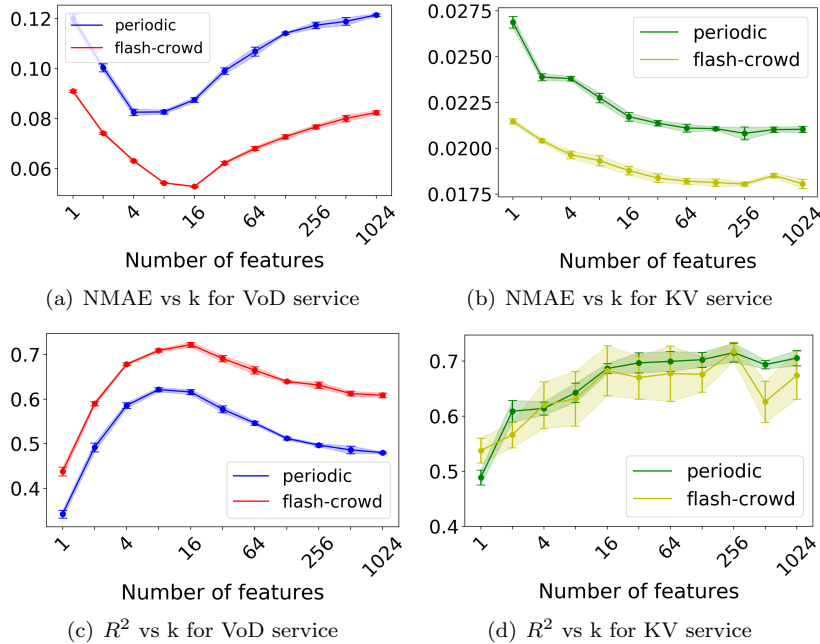 0.12
0.10
0.08
0.06
periodic
flash-crowd
1
4
16
64
256
1024
Number of features
(a) NMAE vs k for VoD service
0.0275
0.0250
0.0225
0.0200
0.0175
periodic
flash-crowd
1
4
16
64
256
1024
Number of features
(b) NMAE vs k for KV service
0.7
0.6
0.5
0.4
periodic
flash-crowd
1
4
16
64
256
1024
Number of features
(c) R² vs k for VoD service
0.7
0.6
0.5
0.4
periodic
flash-crowd
1
4
16
64
256
1024
Number of features
(d) R² vs k for KV service